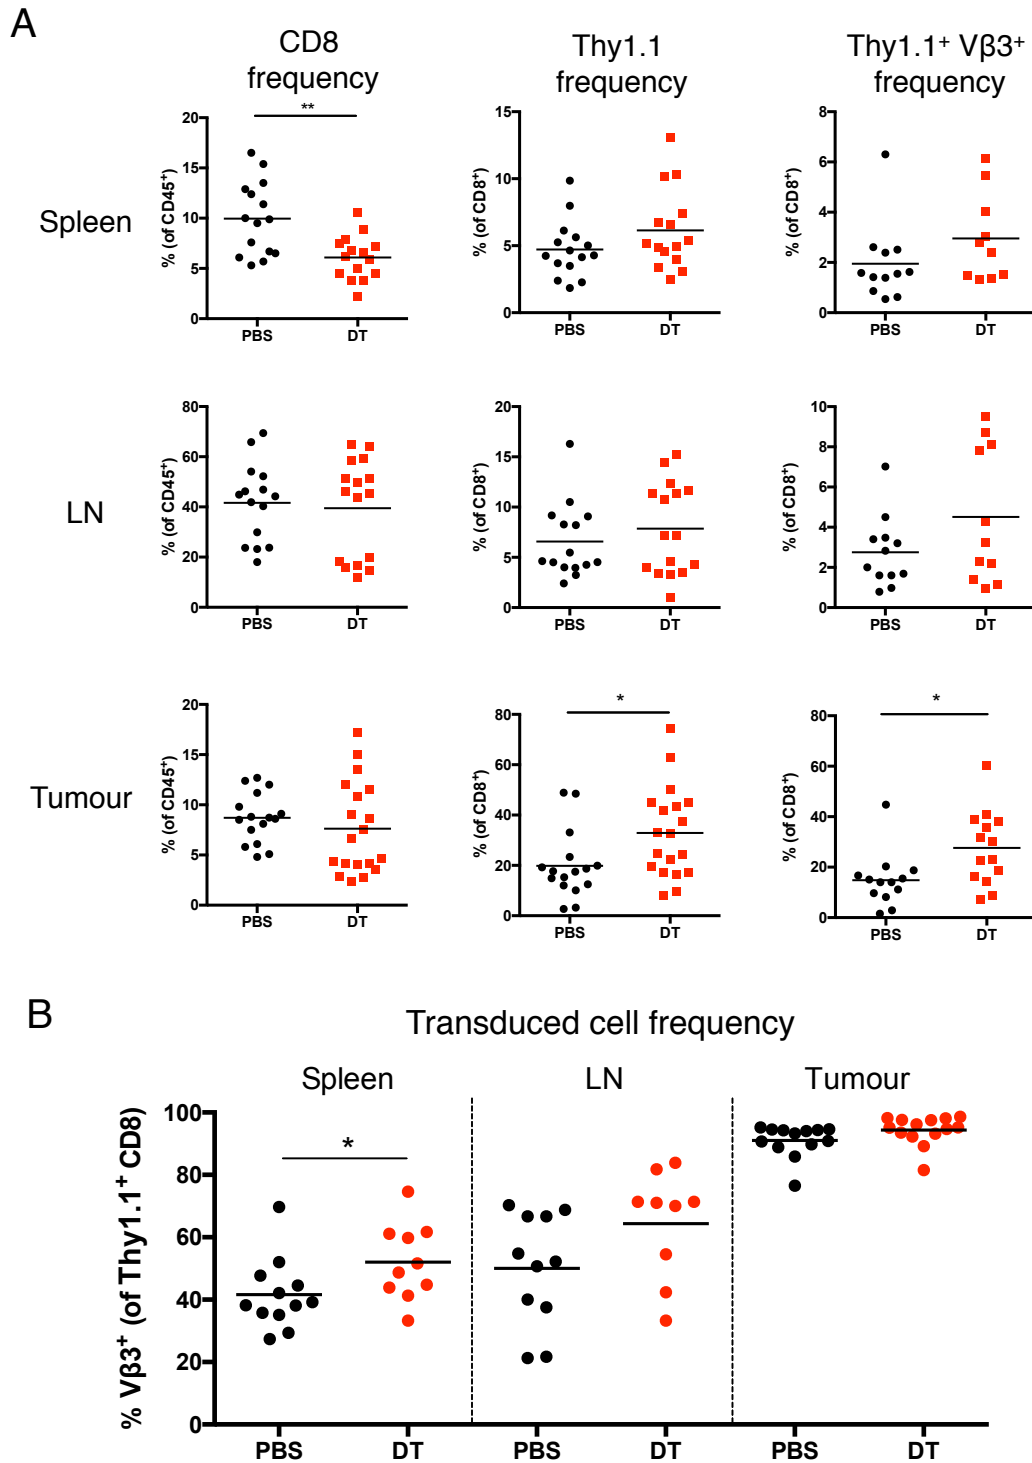 A
CD8
frequency
Thy1.1
frequency
Thy1.1⁺ Vβ3⁺
frequency
Spleen
% (of CD45⁺)
20
15
10
5
0
**
PBS
DT
% (of CD8⁺)
15
10
5
0
PBS
DT
% (of CD8⁺)
8
6
4
2
0
PBS
DT
LN
% (of CD45⁺)
80
60
40
20
0
PBS
DT
% (of CD8⁺)
20
15
10
5
0
PBS
DT
% (of CD8⁺)
10
8
6
4
2
0
PBS
DT
Tumour
% (of CD45⁺)
20
15
10
5
0
PBS
DT
% (of CD8⁺)
80
60
40
20
0
*
PBS
DT
% (of CD8⁺)
80
60
40
20
0
*
PBS
DT
B
Transduced cell frequency
Spleen
LN
Tumour
% Vβ3⁺ (of Thy1.1⁺ CD8)
100
80
60
40
20
0
*
PBS
DT
PBS
DT
PBS
DT